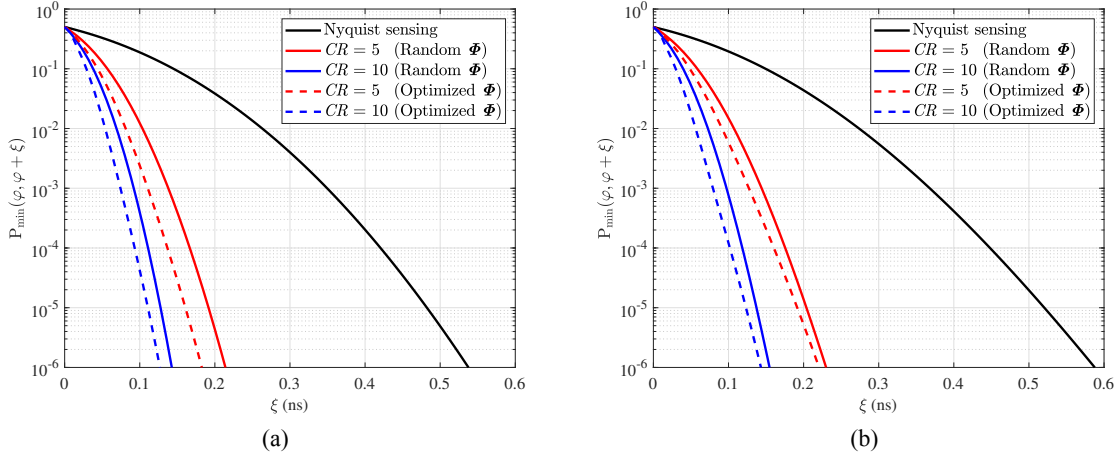 Nyquist sensing
CR = 5 (Random Φ)
CR = 10 (Random Φ)
CR = 5 (Optimized Φ)
CR = 10 (Optimized Φ)
10^0
10^-1
10^-2
10^-3
10^-4
10^-5
10^-6
P_min(φ, φ + ξ)
0 0.1 0.2 0.3 0.4 0.5 0.6
ξ (ns)
(a)
Nyquist sensing
CR = 5 (Random Φ)
CR = 10 (Random Φ)
CR = 5 (Optimized Φ)
CR = 10 (Optimized Φ)
10^0
10^-1
10^-2
10^-3
10^-4
10^-5
10^-6
P_min(φ, φ + ξ)
0 0.1 0.2 0.3 0.4 0.5 0.6
ξ (ns)
(b)